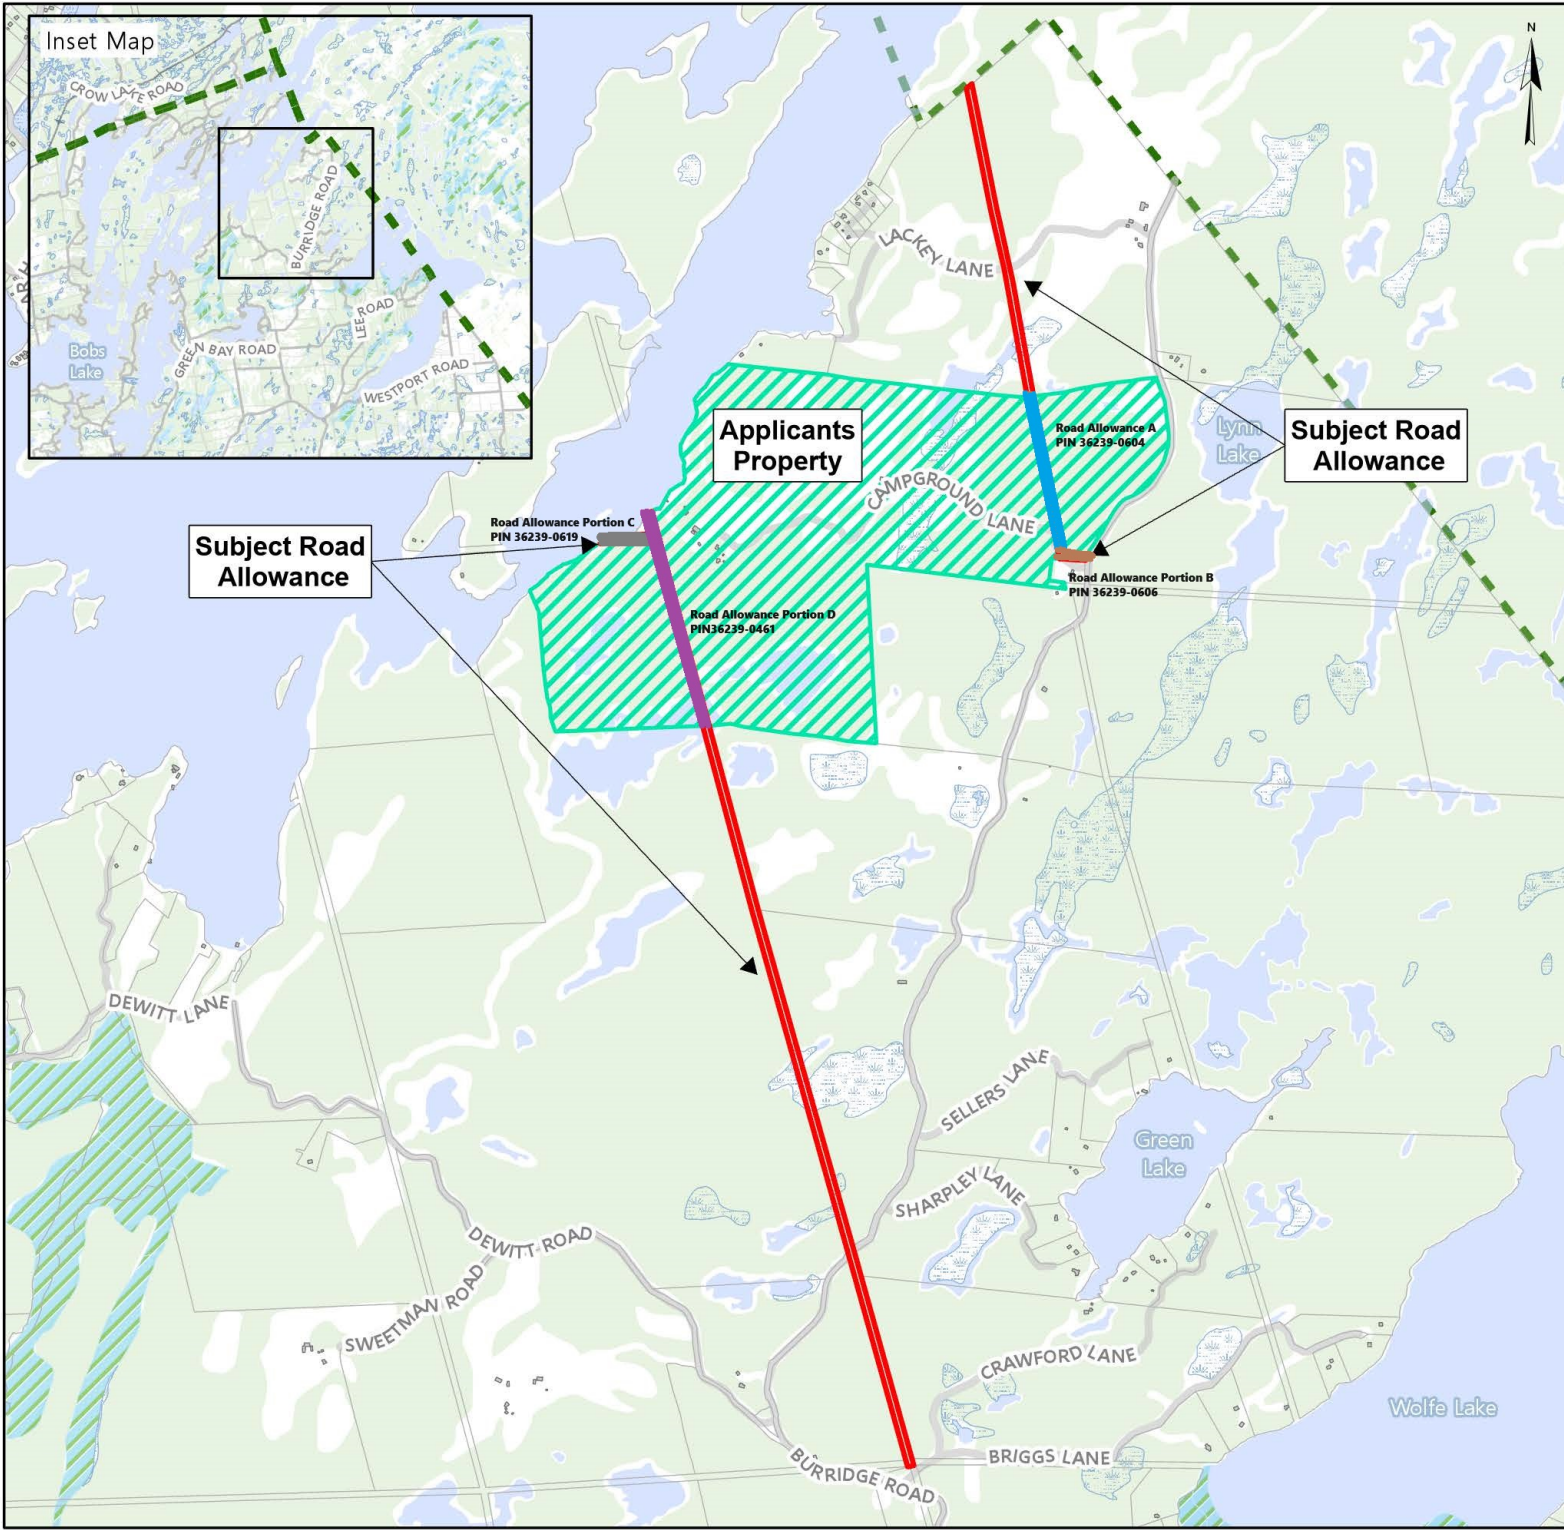 Inset Map
CROW LAKE ROAD
BURRIDGE ROAD
LEE ROAD
GREEN BAY ROAD
WESTPORT ROAD
Bobs
Lake
N
LACKEY LANE
Applicants
Property
Road Allowance A
PIN 36239-0604
Lynn
Lake
Subject Road
Allowance
CAMPGROUND LANE
Road Allowance Portion C
PIN 36239-0619
Subject Road
Allowance
Road Allowance Portion B
PIN 36239-0606
Road Allowance Portion D
PIN36239-0461
DEWITT LANE
SELLERS LANE
Green
Lake
SHARPLEY LANE
DEWITT ROAD
SWEETMAN ROAD
CRAWFORD LANE
Wolfe Lake
BRIGGS LANE
BURRIDGE ROAD